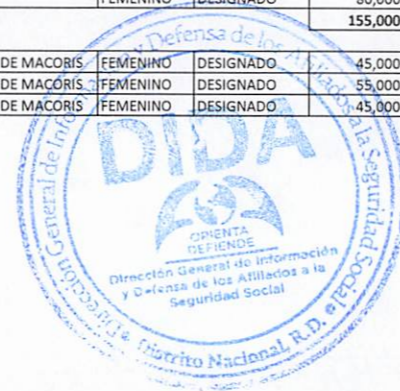 FEMENINO DESIGNADO 80,000
155,000
DE MACORIS FEMENINO DESIGNADO 45,000
DE MACORIS FEMENINO DESIGNADO 55,000
DE MACORIS FEMENINO DESIGNADO 45,000
Dirección General de Información y Defensa de los Afiliados a la Seguridad Social
DIDA
ORIENTA
DEFIENDE
Dirección General de Información
y Defensa de los Afiliados a la
Seguridad Social
Distrito Nacional, R.D.